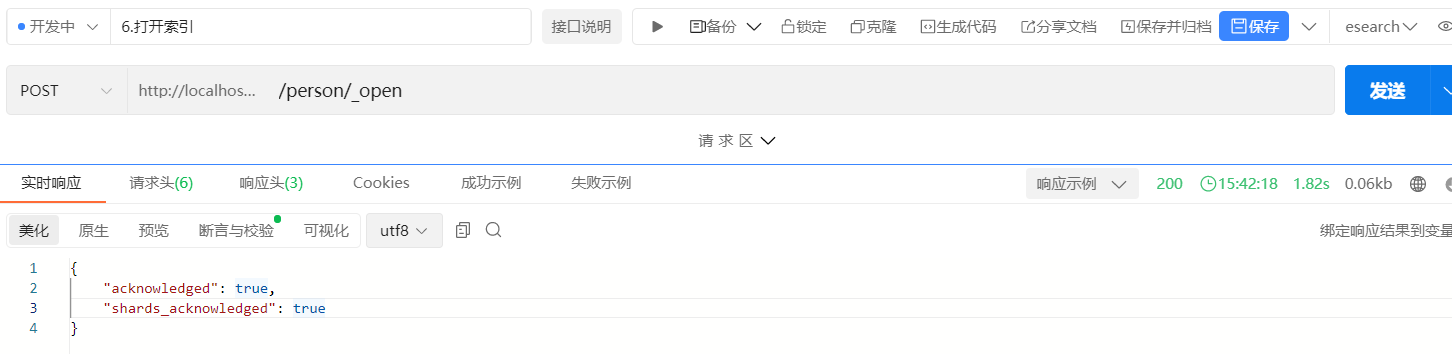 开发中 6.打开索引 接口说明 备份 锁定 克隆 生成代码 分享文档 保存并归档 保存 esearch
POST http://localhos... /person/_open 发送
请求区
实时响应 请求头(6) 响应头(3) Cookies 成功示例 失败示例 响应示例 200 15:42:18 1.82s 0.06kb
美化 原生 预览 断言与校验 可视化 utf8 绑定响应结果到变量
1 {
2 "acknowledged": true,
3 "shards_acknowledged": true
4 }